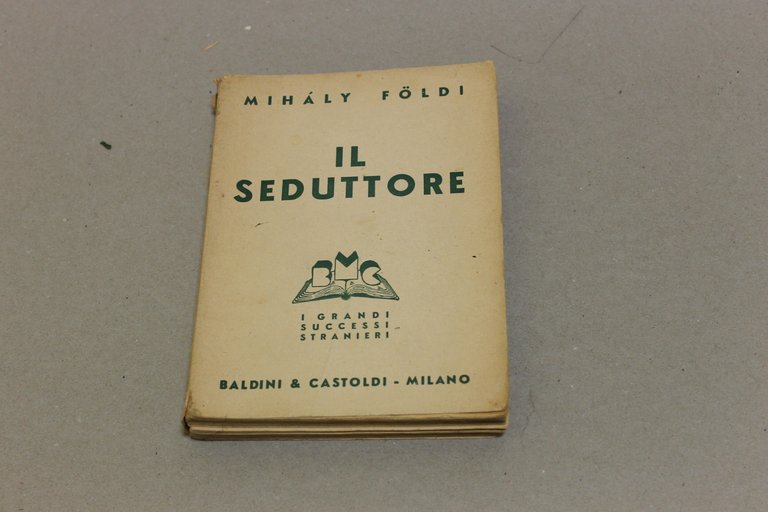 MIHÁLY FÖLDI
IL
SEDUTTORE
BMC
I GRANDI
SUCCESSI
STRANIERI
BALDINI & CASTOLDI - MILANO